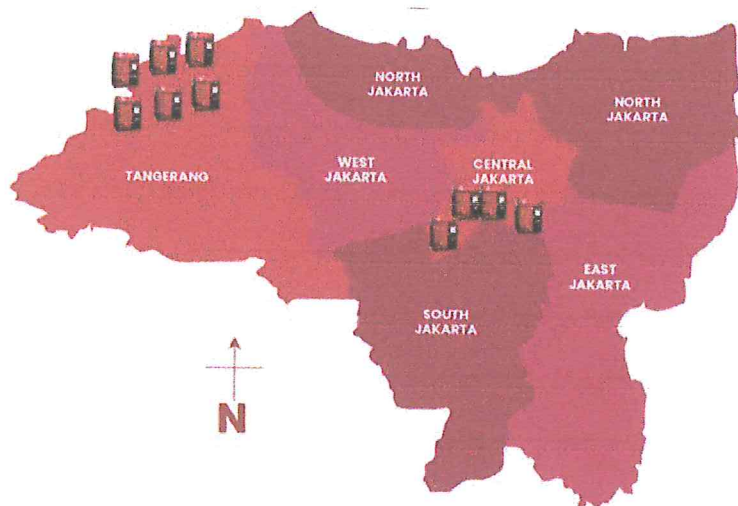 NORTH
JAKARTA
NORTH
JAKARTA
TANGERANG
WEST
JAKARTA
CENTRAL
JAKARTA
EAST
JAKARTA
SOUTH
JAKARTA
N